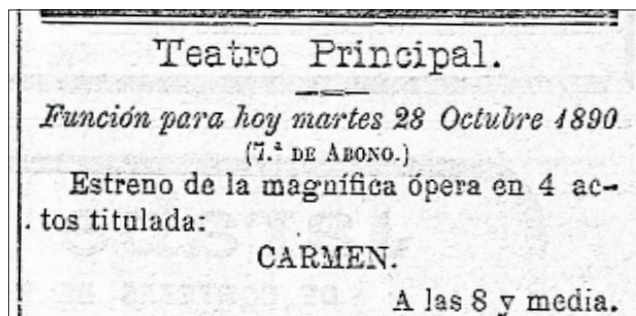 Teatro Principal.
Función para hoy martes 28 Octubre 1890
(7.ª DE ABONO.)
Estreno de la magnífica ópera en 4 ac-
tos titulada:
CARMEN.
A las 8 y media.